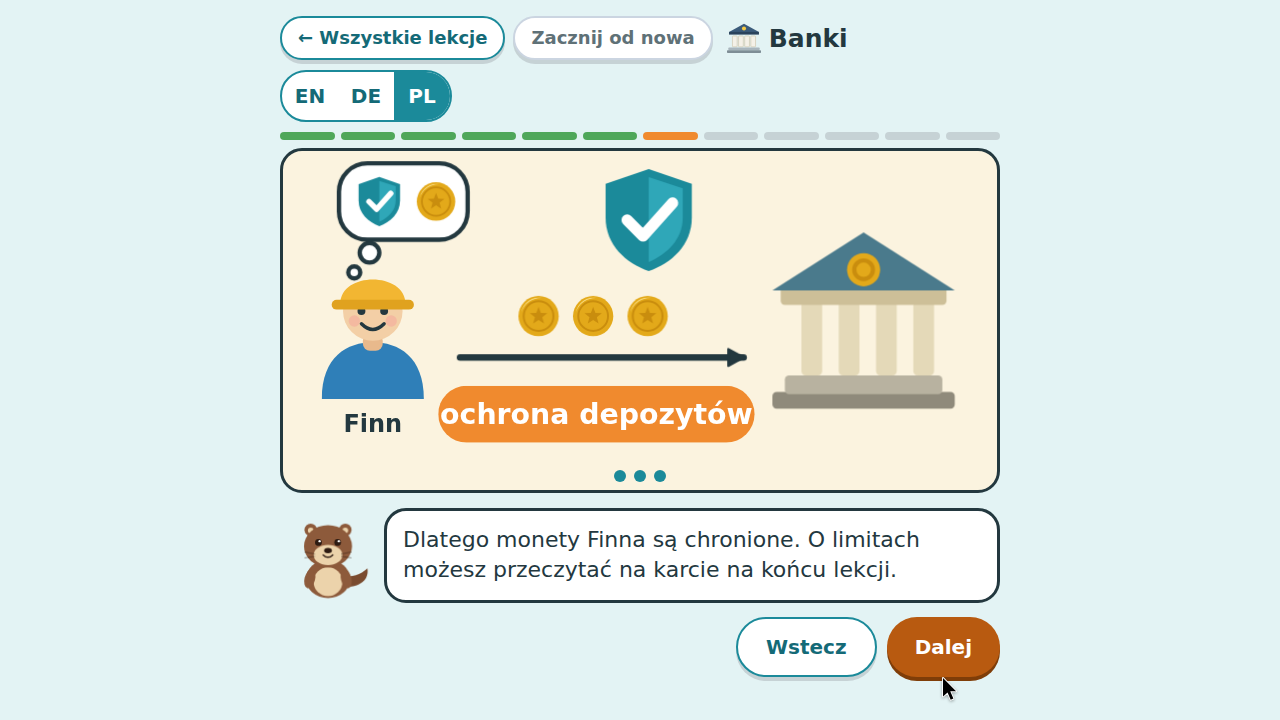 ← Wszystkie lekcje
Zacznij od nowa
Banki
EN DE PL
Finn
ochrona depozytów
Dlatego monety Finna są chronione. O limitach
możesz przeczytać na karcie na końcu lekcji.
Wstecz
Dalej